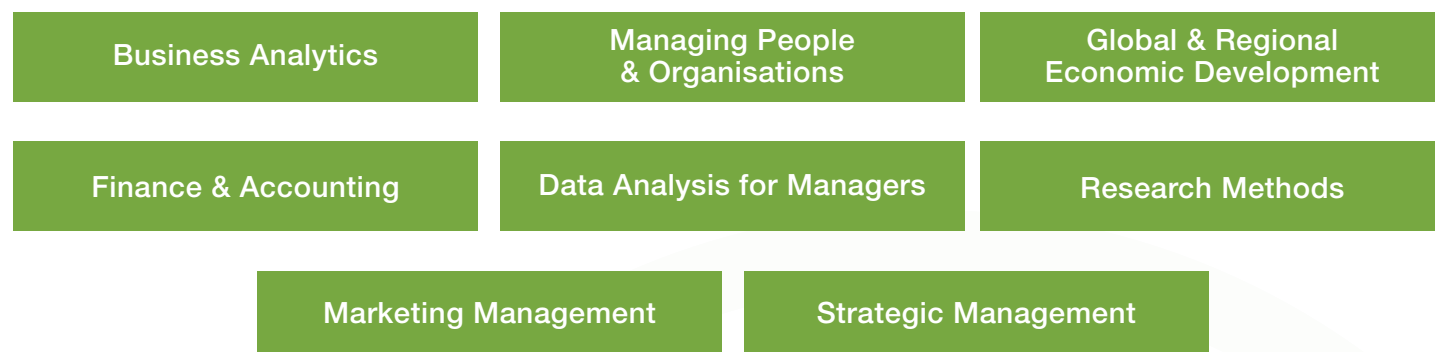 Business Analytics
Managing People
& Organisations
Global & Regional
Economic Development
Finance & Accounting
Data Analysis for Managers
Research Methods
Marketing Management
Strategic Management